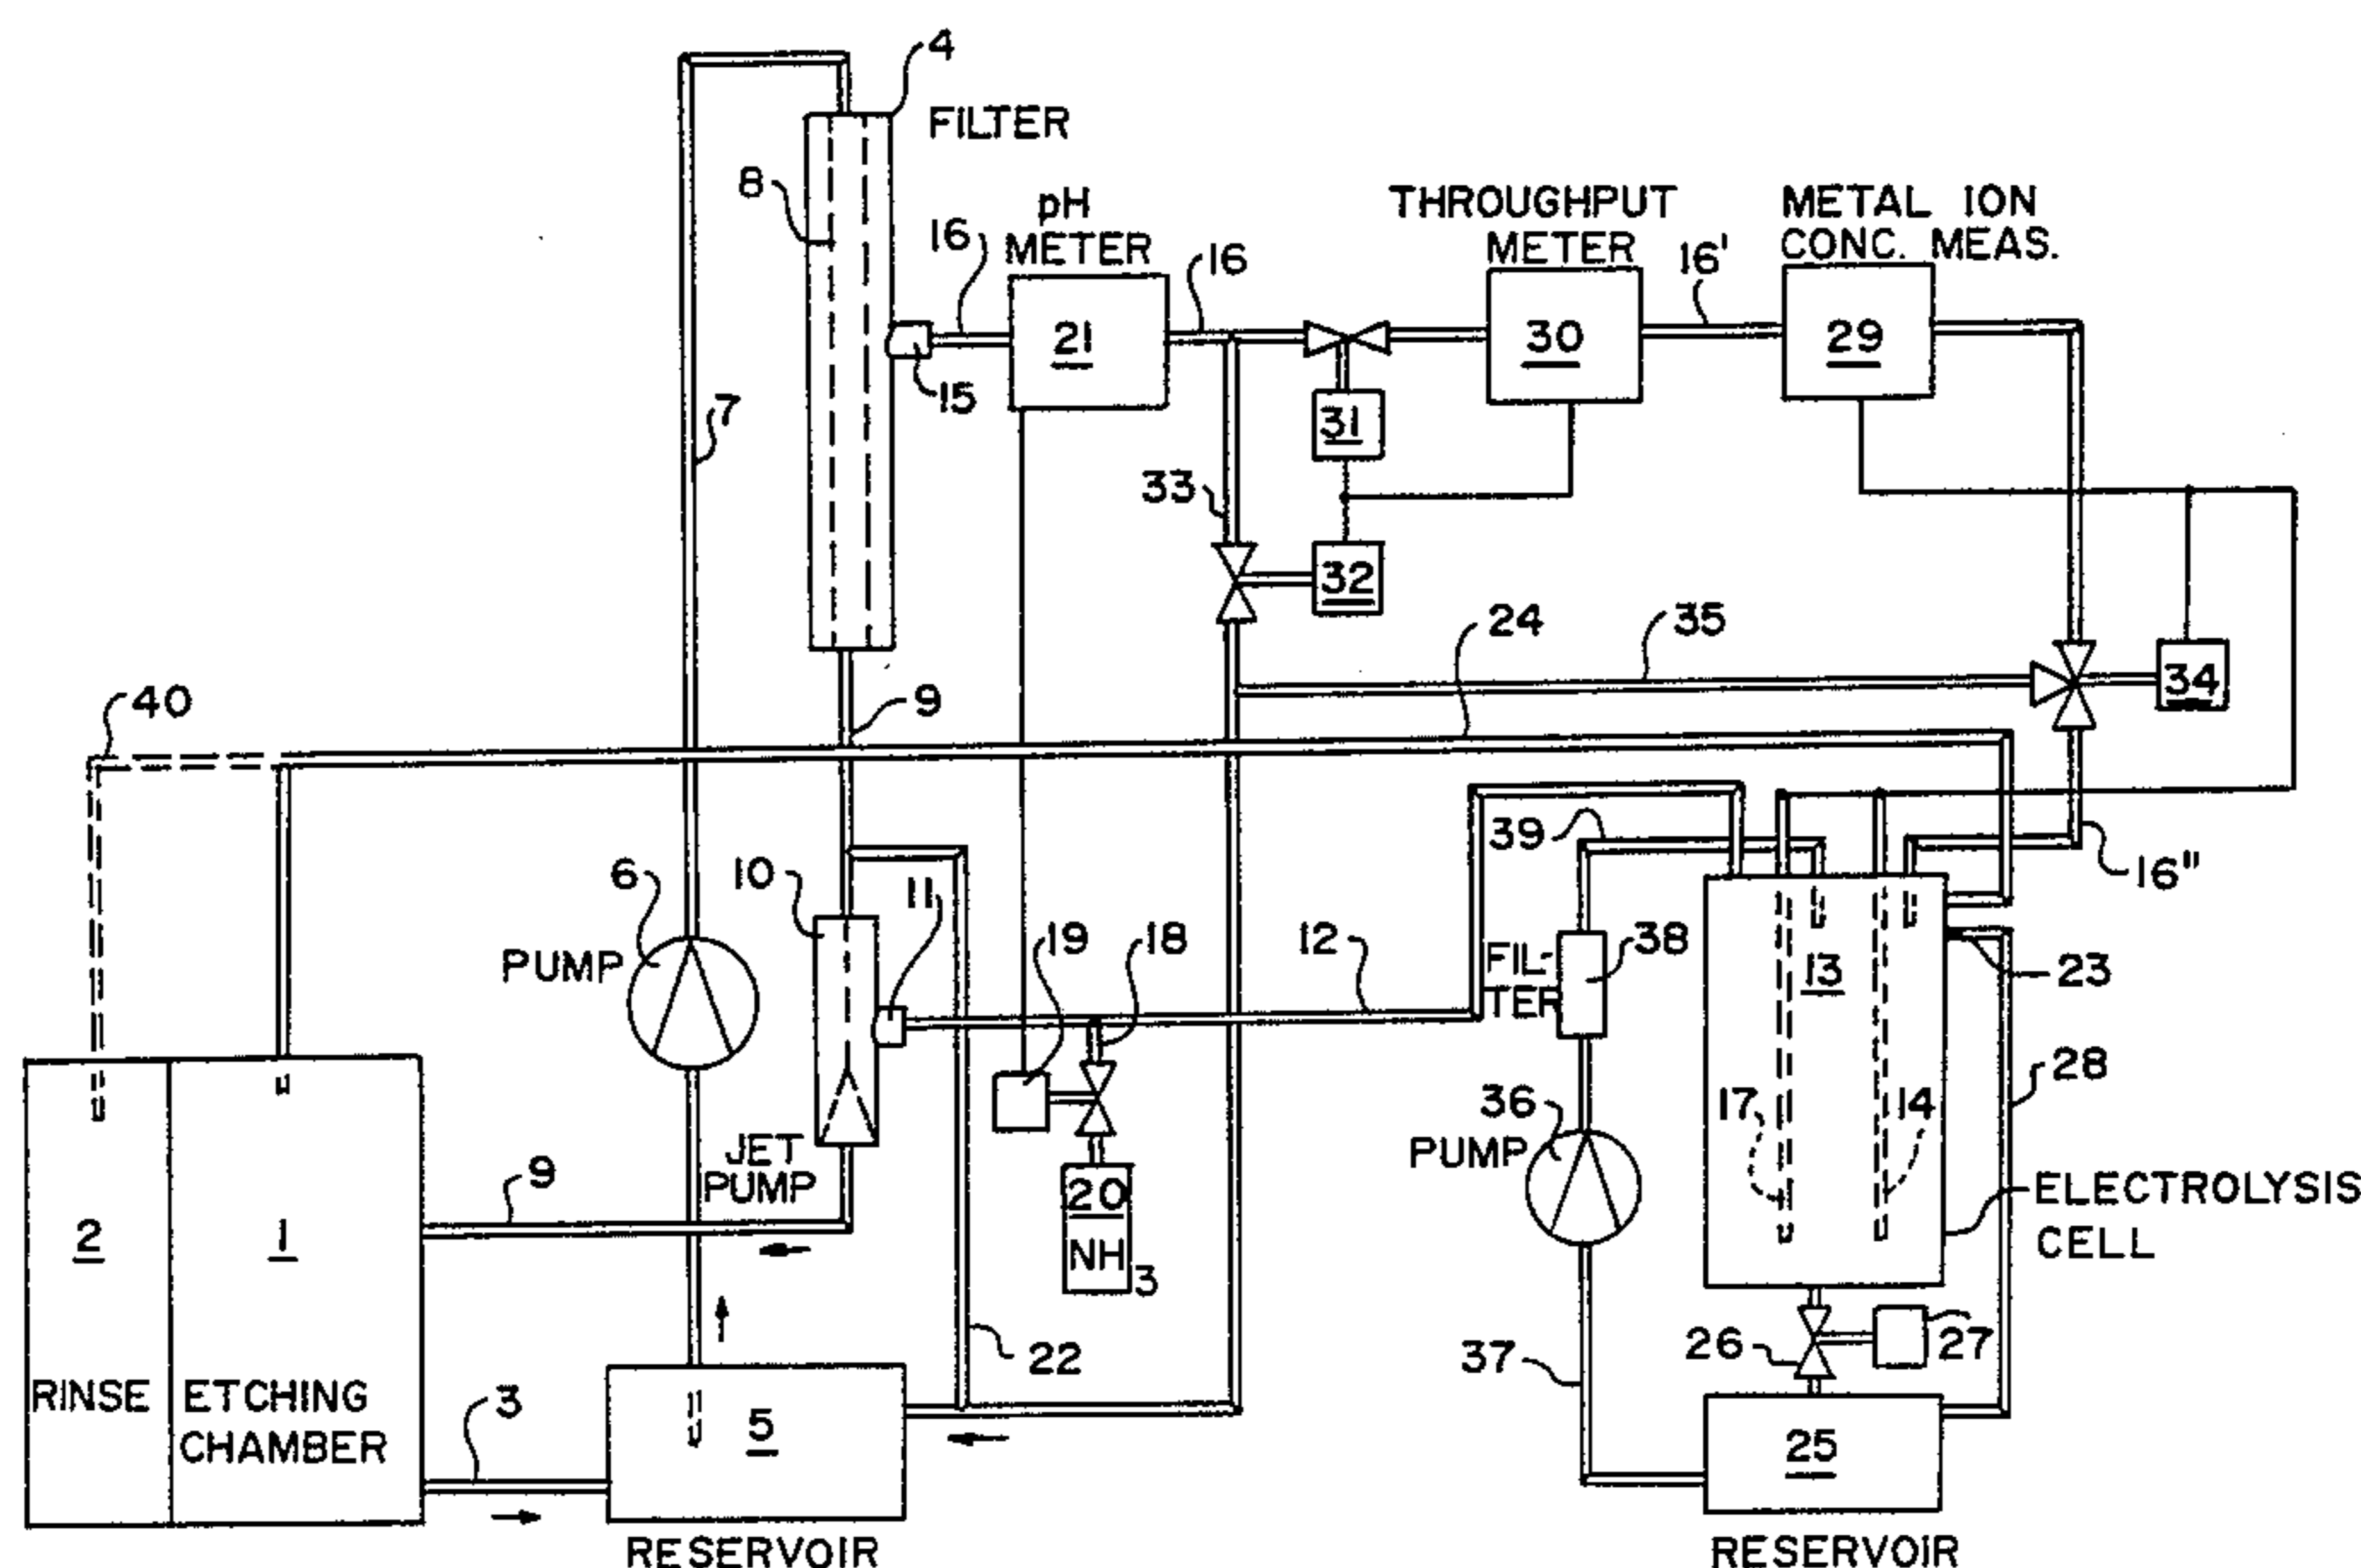 4
FILTER
8
16
pH
METER
21
15
16
THROUGHPUT
METER
30
16'
METAL ION
CONC. MEAS.
29
7
31
33
32
24
35
34
40
9
39
16"
6
PUMP
10
11
19
18
12
FIL-
TER
38
13
23
28
17
14
36
PUMP
JET
PUMP
20
NH3
9
ELECTROLYSIS
CELL
2
1
22
26
27
37
RINSE
ETCHING
CHAMBER
3
5
25
RESERVOIR
RESERVOIR